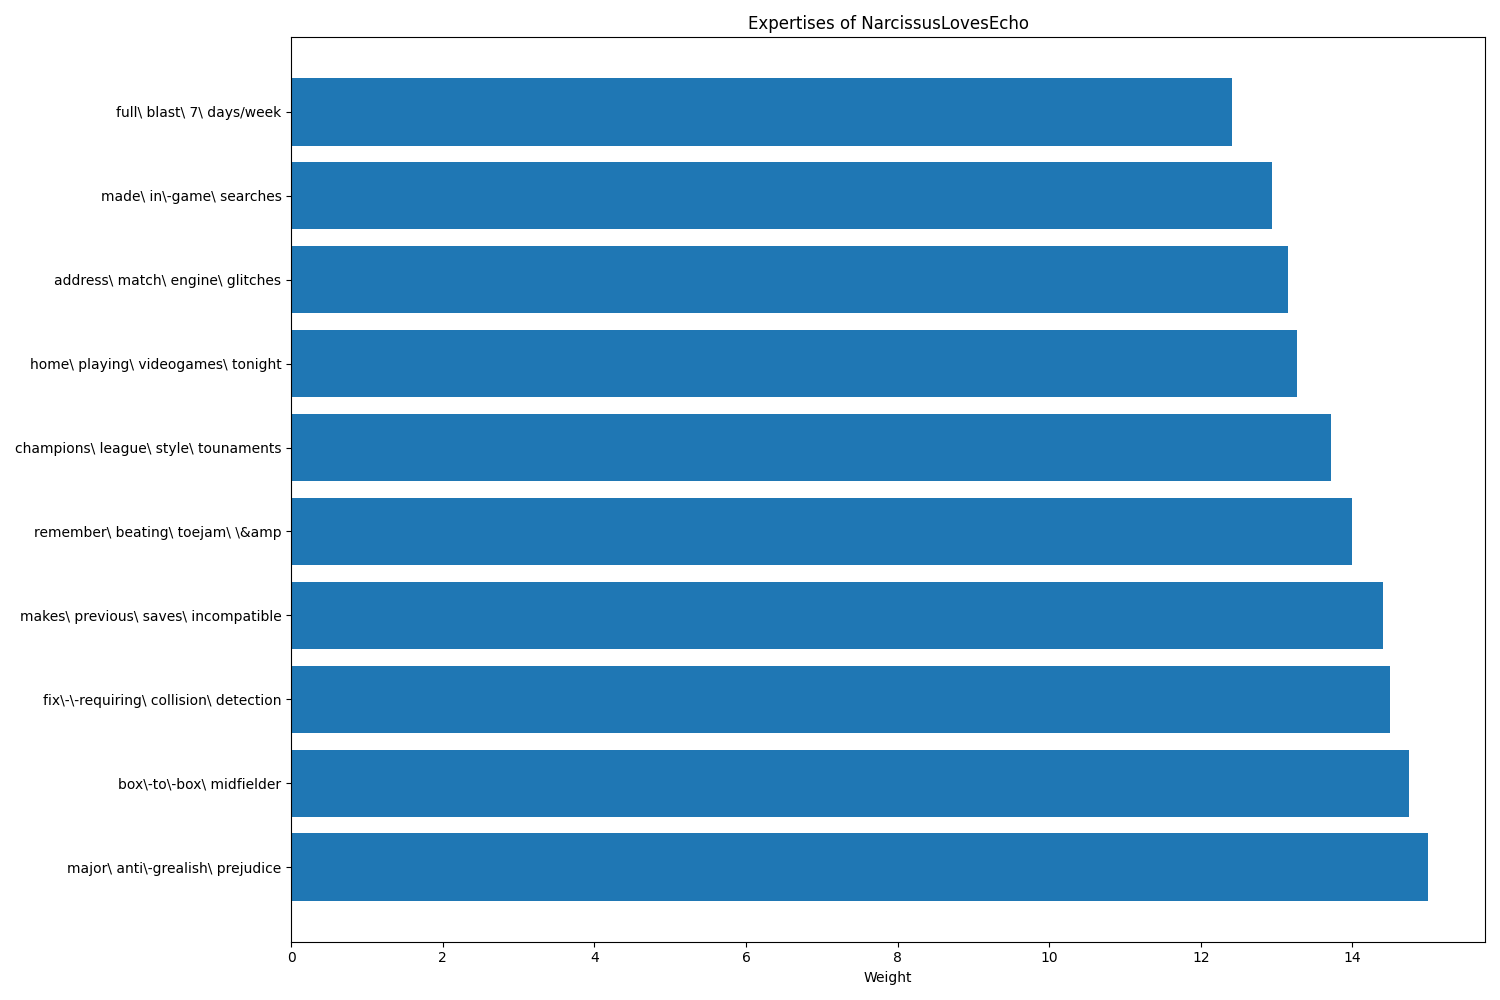 Expertises of NarcissusLovesEcho
full\ blast\ 7\ days/week
made\ in\-game\ searches
address\ match\ engine\ glitches
home\ playing\ videogames\ tonight
champions\ league\ style\ tounaments
remember\ beating\ toejam\ \&amp
makes\ previous\ saves\ incompatible
fix\-\-requiring\ collision\ detection
box\-to\-box\ midfielder
major\ anti\-grealish\ prejudice
0 2 4 6 8 10 12 14
Weight